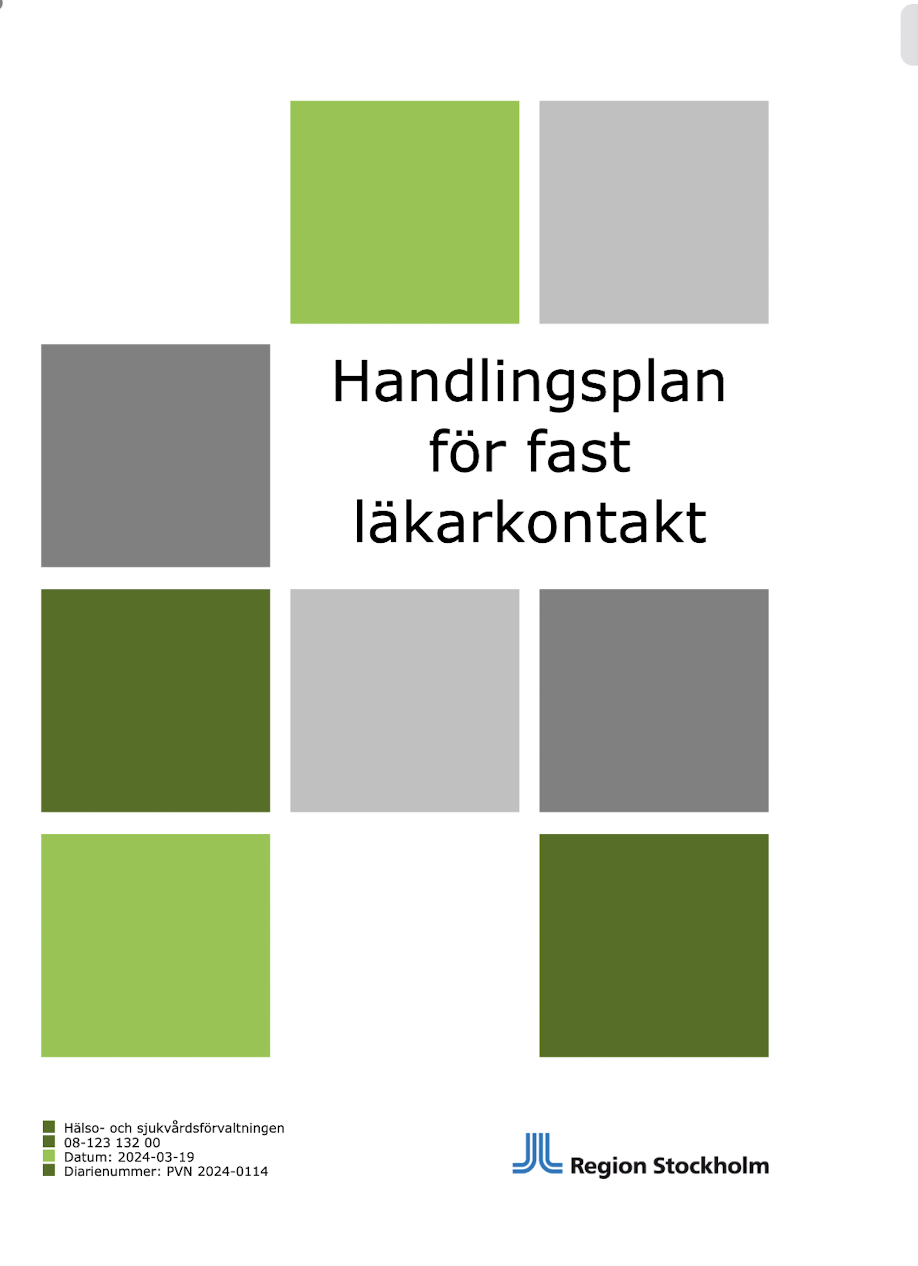 Handlingsplan
för fast
läkarkontakt
Hälso- och sjukvårdsförvaltningen
08-123 132 00
Datum: 2024-03-19
Diarienummer: PVN 2024-0114
Region Stockholm